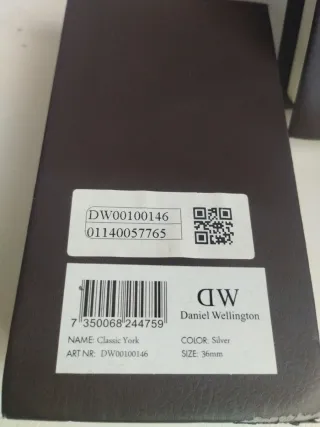 DW00100146
01140057765
DW
Daniel Wellington
7 350068 244759
NAME: Classic York
COLOR: Silver
ART NR: DW00100146
SIZE: 36mm